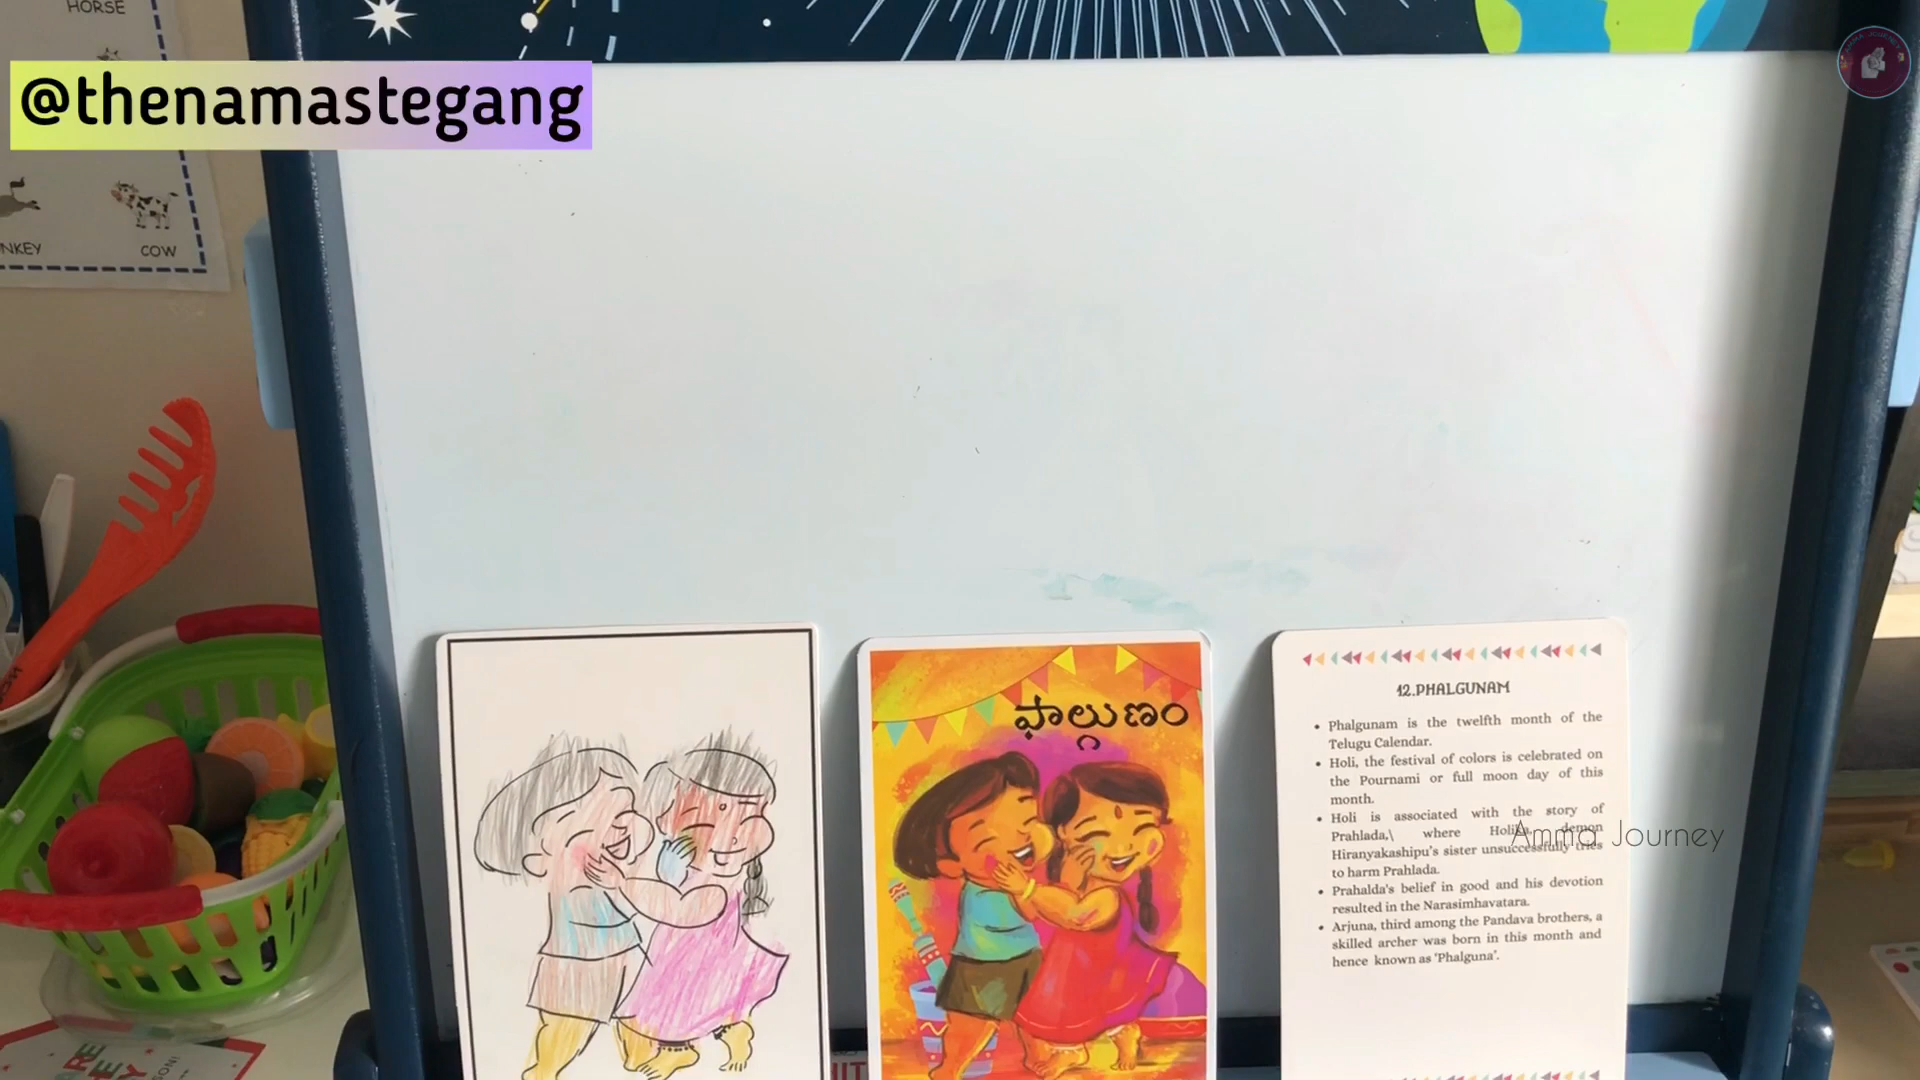 HORSE
@thenamastegang
NKEY
COW
ఫాల్గుణం
12.PHALGUNAM
• Phalgunam is the twelfth month of the
Telugu Calendar.
• Holi, the festival of colors is celebrated on
the Pournami or full moon day of this
month.
• Holi is associated with the story of
Prahlada,\ where Holika, demon
Hiranyakashipu's sister unsuccessfully tries
to harm Prahlada.
• Prahalda's belief in good and his devotion
resulted in the Narasimhavatara.
• Arjuna, third among the Pandava brothers, a
skilled archer was born in this month and
hence known as 'Phalguna'.
Amma Journey